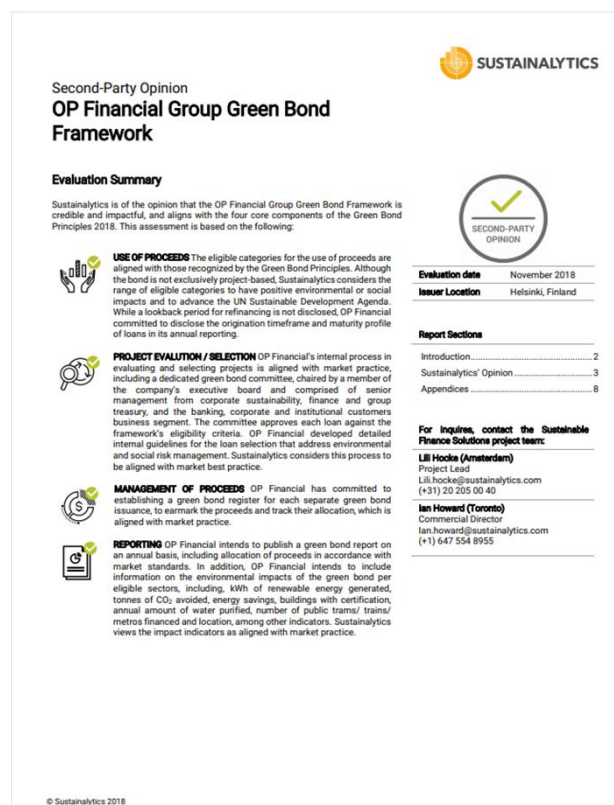 SUSTAINALYTICS
Second-Party Opinion
OP Financial Group Green Bond
Framework
Evaluation Summary
Sustainalytics is of the opinion that the OP Financial Group Green Bond Framework is
credible and impactful, and aligns with the four core components of the Green Bond
Principles 2018. This assessment is based on the following:
USE OF PROCEEDS The eligible categories for the use of proceeds are
aligned with those recognized by the Green Bond Principles. Although
the bond is not exclusively project-based, Sustainalytics considers the
range of eligible categories to have positive environmental or social
impacts and to advance the UN Sustainable Development Agenda.
While a lookback period for refinancing is not disclosed, OP Financial
committed to disclose the origination timeframe and maturity profile
of loans in its annual reporting.
PROJECT EVALUTION / SELECTION OP Financial's internal process in
evaluating and selecting projects is aligned with market practice,
including a dedicated green bond committee, chaired by a member of
the company's executive board and comprised of senior
management from corporate sustainability, finance and group
treasury, and the banking, corporate and institutional customers
business segment. The committee approves each loan against the
framework's eligibility criteria. OP Financial developed detailed
internal guidelines for the loan selection that address environmental
and social risk management. Sustainalytics considers this process to
be aligned with market best practice.
MANAGEMENT OF PROCEEDS OP Financial has committed to
establishing a green bond register for each separate green bond
issuance, to earmark the proceeds and track their allocation, which is
aligned with market practice.
REPORTING OP Financial intends to publish a green bond report on
an annual basis, including allocation of proceeds in accordance with
market standards. In addition, OP Financial intends to include
information on the environmental impacts of the green bond per
eligible sectors, including, kWh of renewable energy generated,
tonnes of CO₂ avoided, energy savings, buildings with certification,
annual amount of water purified, number of public trams/ trains/
metros financed and location, among other indicators. Sustainalytics
views the impact indicators as aligned with market practice.
SECOND-PARTY
OPINION
Evaluation date November 2018
Issuer Location Helsinki, Finland
Report Sections
Introduction 2
Sustainalytics' Opinion 3
Appendices 8
For Inquires, contact the Sustainable
Finance Solutions project team:
Lili Hocke (Amsterdam)
Project Lead
Lili.hocke@sustainalytics.com
(+31) 20 205 00 40
Ian Howard (Toronto)
Commercial Director
Ian.howard@sustainalytics.com
(+1) 647 554 8955
© Sustainalytics 2018